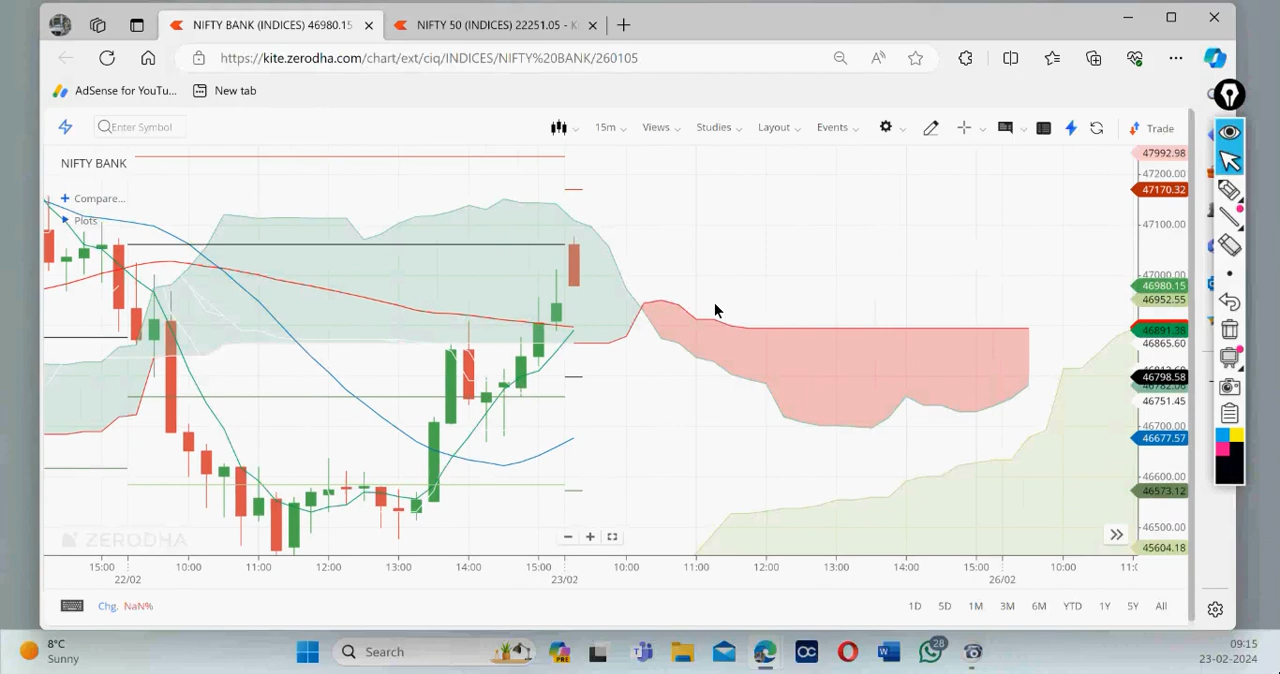 NIFTY BANK (INDICES) 46980.15
NIFTY 50 (INDICES) 22251.05 - K
https://kite.zerodha.com/chart/ext/ciq/INDICES/NIFTY%20BANK/260105
AdSense for YouTu...
New tab
Enter Symbol
15m
Views
Studies
Layout
Events
Trade
NIFTY BANK
Compare...
Plots
47992.98
47200.00
47170.32
47100.00
47000.00
46980.15
46952.55
46891.38
46865.60
46798.58
46751.45
46700.00
46677.57
46600.00
46573.12
46500.00
45604.18
ZERODHA
15:00 10:00 11:00 12:00 13:00 14:00 15:00 10:00 11:00 12:00 13:00 14:00 15:00 10:00
22/02 23/02 26/02
Chg. NaN%
1D 5D 1M 3M 6M YTD 1Y 5Y All
8°C
Sunny
Search
PRE
28
09:15
23-02-2024